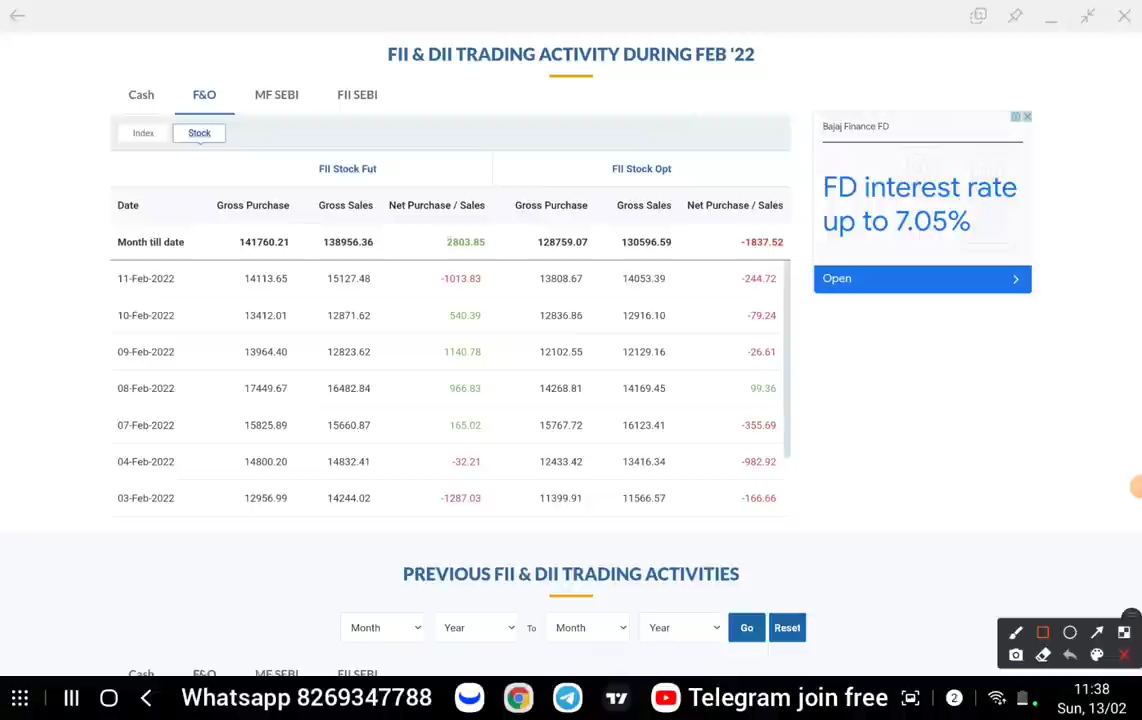 FII & DII TRADING ACTIVITY DURING FEB '22
Cash F&O MF SEBI FII SEBI
Index Stock
FII Stock Fut FII Stock Opt
Date Gross Purchase Gross Sales Net Purchase / Sales Gross Purchase Gross Sales Net Purchase / Sales
Month till date 141760.21 138956.36 2803.85 128759.07 130596.59 -1837.52
11-Feb-2022 14113.65 15127.48 -1013.83 13808.67 14053.39 -244.72
10-Feb-2022 13412.01 12871.62 540.39 12836.86 12916.10 -79.24
09-Feb-2022 13964.40 12823.62 1140.78 12102.55 12129.16 -26.61
08-Feb-2022 17449.67 16482.84 966.83 14268.81 14169.45 99.36
07-Feb-2022 15825.89 15660.87 165.02 15767.72 16123.41 -355.69
04-Feb-2022 14800.20 14832.41 -32.21 12433.42 13416.34 -982.92
03-Feb-2022 12956.99 14244.02 -1287.03 11399.91 11566.57 -166.66
Bajaj Finance FD
FD interest rate
up to 7.05%
Open
PREVIOUS FII & DII TRADING ACTIVITIES
Month Year To Month Year Go Reset
Cash F&O MF SEBI FII SEBI
Whatsapp 8269347788 Telegram join free 2 11:38
Sun, 13/02